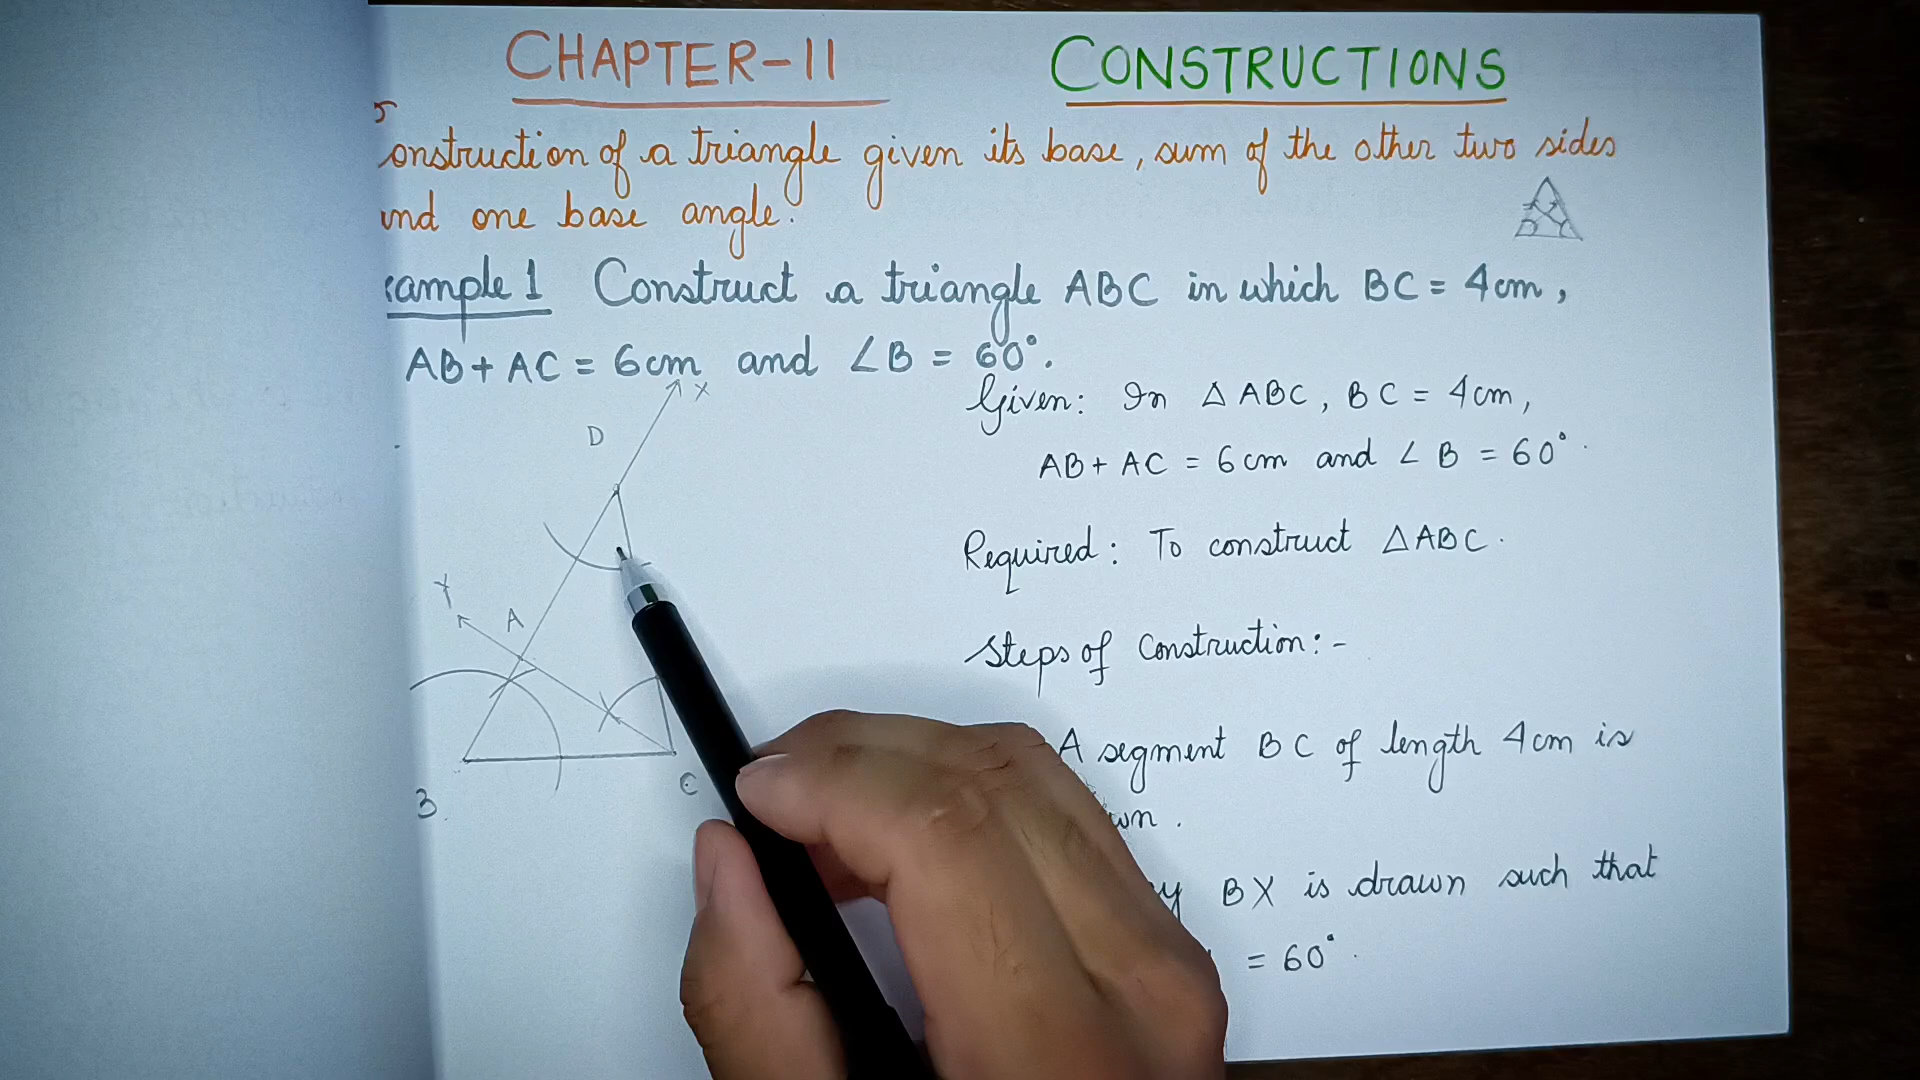 CHAPTER-11 CONSTRUCTIONS
onstruction of a triangle given its base, sum of the other two sides
and one base angle.
xample 1 Construct a triangle ABC in which BC = 4cm,
AB + AC = 6cm and ∠B = 60°.
Given: In △ ABC, BC = 4cm,
AB + AC = 6cm and ∠B = 60°.
Required: To construct △ABC.
Steps of Construction:-
A segment BC of length 4cm is
wn.
y BX is drawn such that
= 60°.
X
D
Y
A
B
C